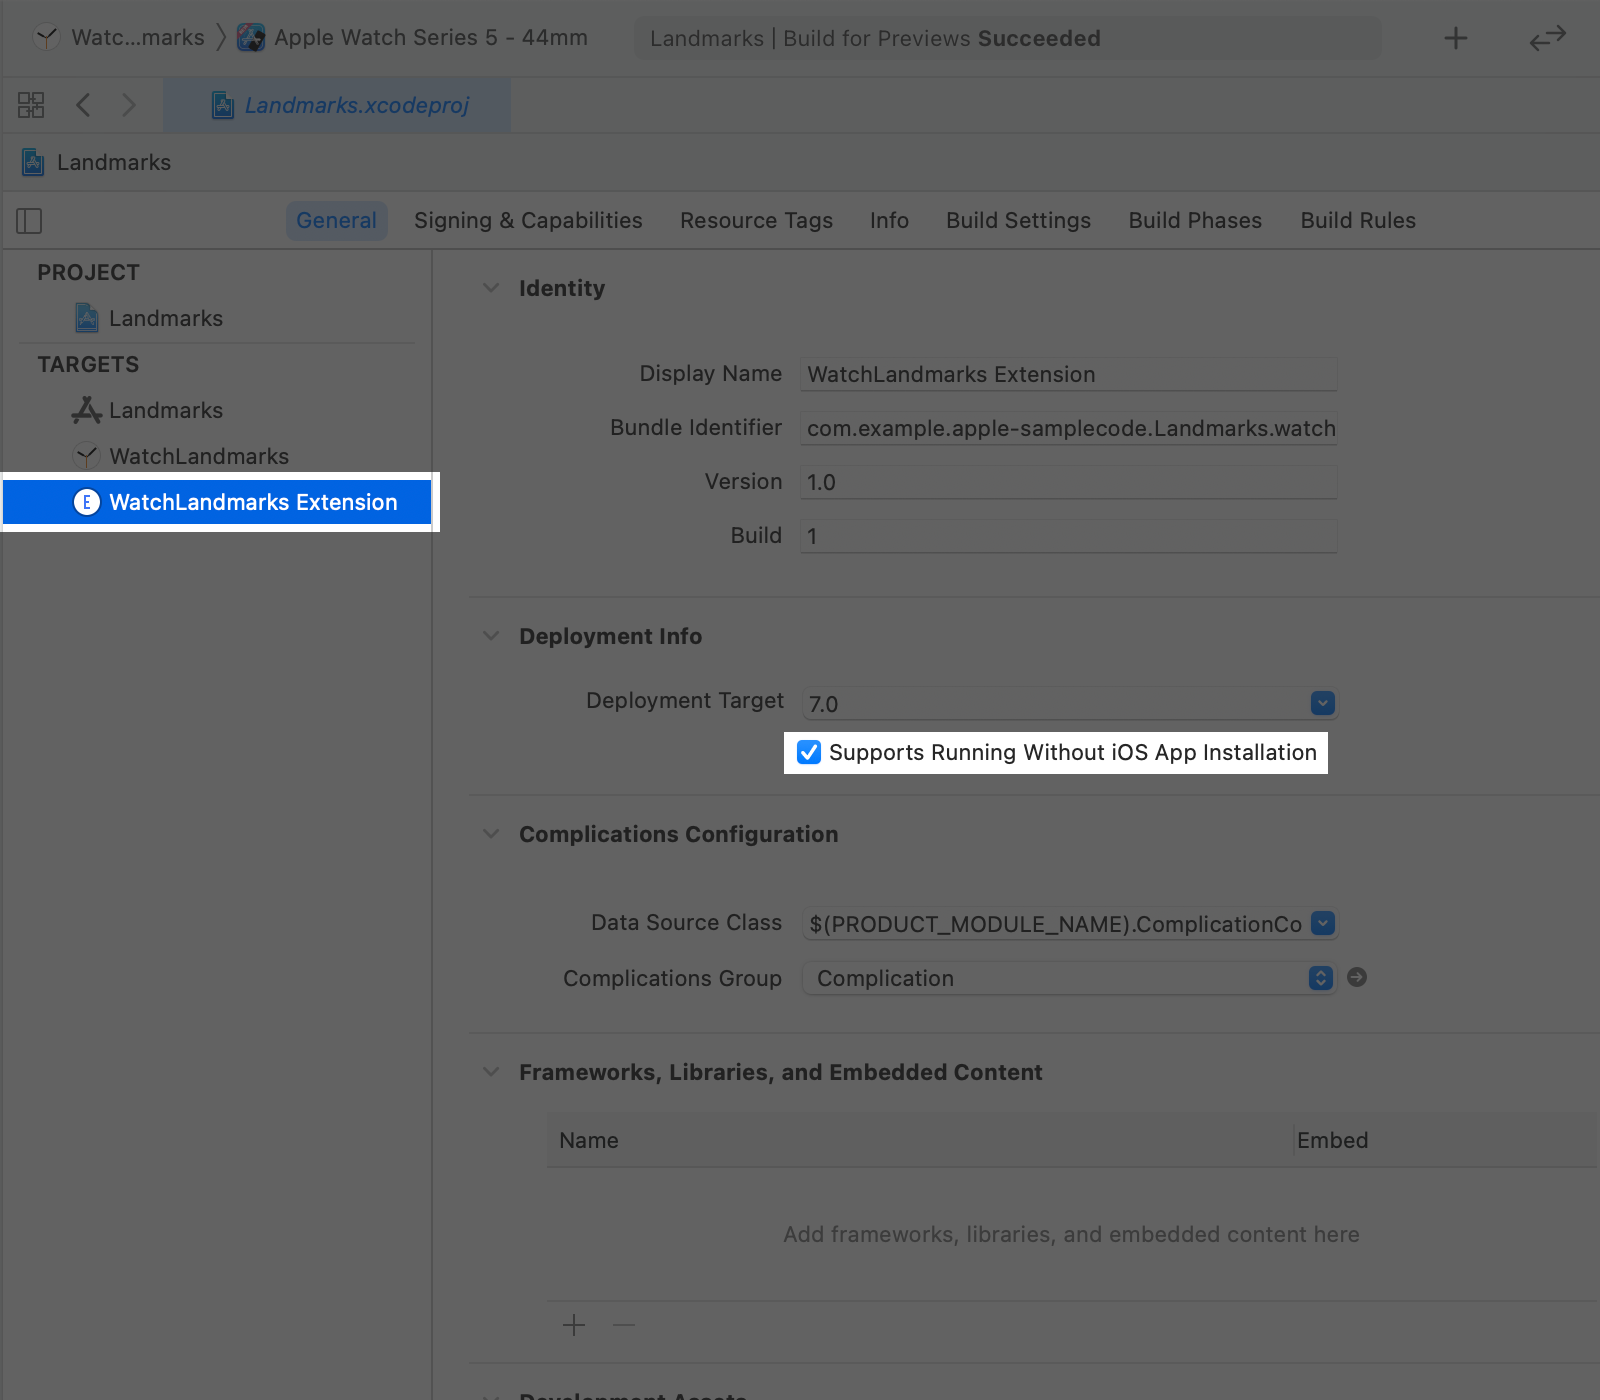 Watc...marks
Apple Watch Series 5 - 44mm
Landmarks | Build for Previews Succeeded
Landmarks.xcodeproj
Landmarks
General
Signing & Capabilities
Resource Tags
Info
Build Settings
Build Phases
Build Rules
PROJECT
Landmarks
TARGETS
Landmarks
WatchLandmarks
E WatchLandmarks Extension
Identity
Display Name WatchLandmarks Extension
Bundle Identifier com.example.apple-samplecode.Landmarks.watch
Version 1.0
Build 1
Deployment Info
Deployment Target 7.0
Supports Running Without iOS App Installation
Complications Configuration
Data Source Class $(PRODUCT_MODULE_NAME).ComplicationCo
Complications Group Complication
Frameworks, Libraries, and Embedded Content
Name Embed
Add frameworks, libraries, and embedded content here
Development Assets